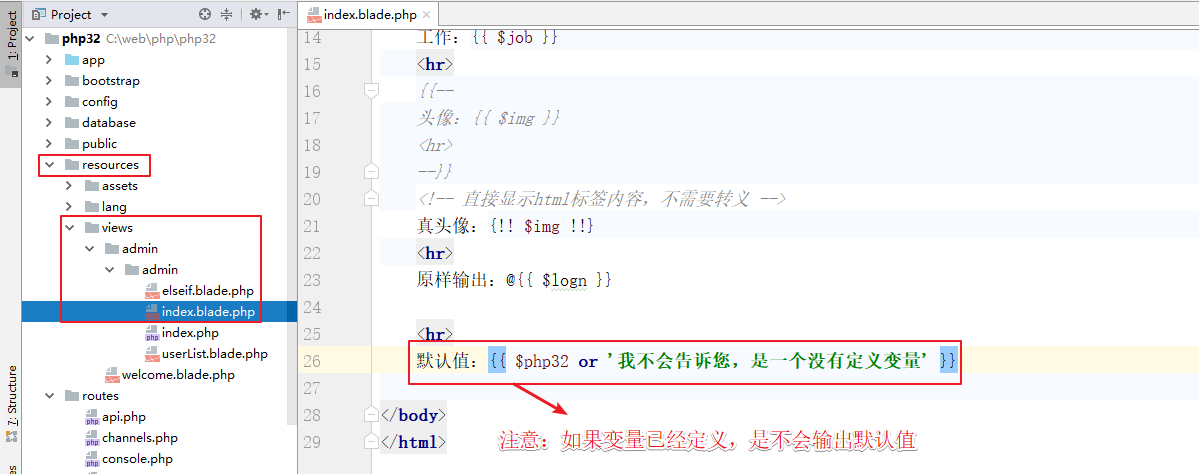 1: Project
7: Structure
Project
php32 C:\web\php\php32
app
bootstrap
config
database
public
resources
assets
lang
views
admin
admin
elseif.blade.php
index.blade.php
index.php
userList.blade.php
welcome.blade.php
routes
api.php
channels.php
console.php
index.blade.php
14 工作：{{ $job }}
15 <hr>
16 {{--
17 头像：{{ $img }}
18 <hr>
19 --}}
20 <!-- 直接显示html标签内容，不需要转义 -->
21 真头像：{!! $img !!}
22 <hr>
23 原样输出：@{{ $logn }}
24
25 <hr>
26 默认值：{{ $php32 or '我不会告诉您，是一个没有定义变量' }}
27
28 </body>
29 </html>
注意：如果变量已经定义，是不会输出默认值